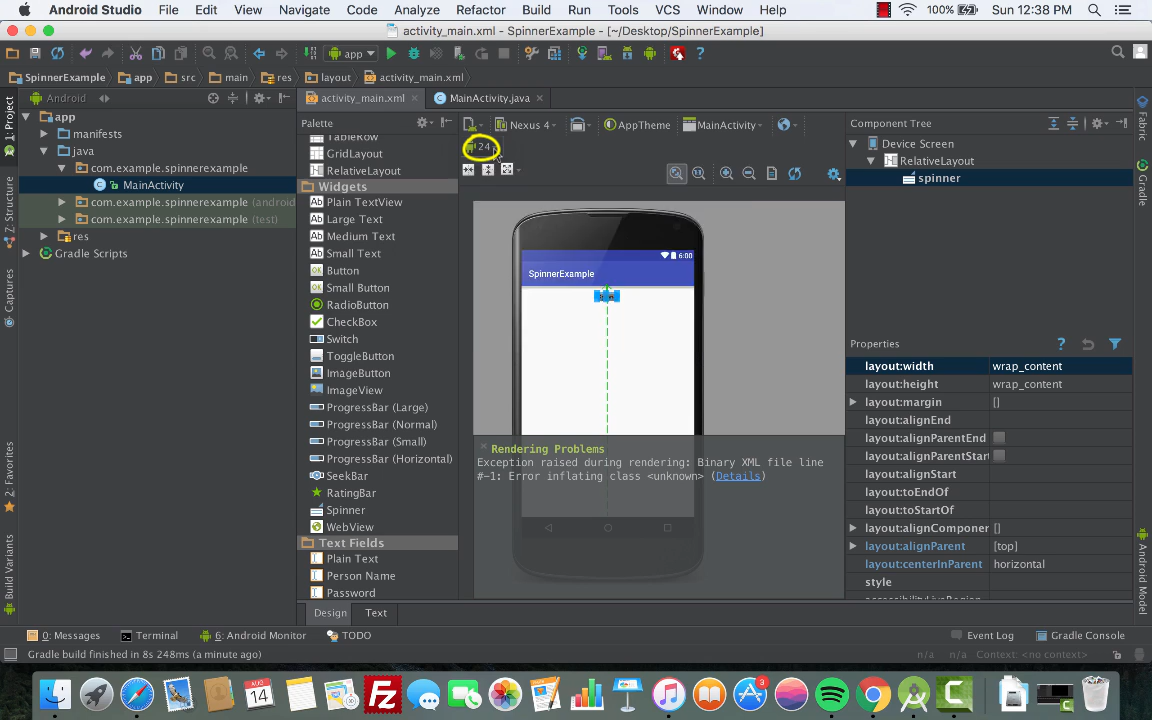 Android Studio File Edit View Navigate Code Analyze Refactor Build Run Tools VCS Window Help 100% Sun 12:38 PM
activity_main.xml - SpinnerExample - [~/Desktop/SpinnerExample]
app
SpinnerExample app src main res layout activity_main.xml
Android
activity_main.xml MainActivity.java
1: Project
Z: Structure
Captures
2: Favorites
Build Variants
app
manifests
java
com.example.spinnerexample
MainActivity
com.example.spinnerexample (android
com.example.spinnerexample (test)
res
Gradle Scripts
Palette
TableRow
GridLayout
RelativeLayout
Widgets
Plain TextView
Large Text
Medium Text
Small Text
Button
Small Button
RadioButton
CheckBox
Switch
ToggleButton
ImageButton
ImageView
ProgressBar (Large)
ProgressBar (Normal)
ProgressBar (Small)
ProgressBar (Horizontal)
SeekBar
RatingBar
Spinner
WebView
Text Fields
Plain Text
Person Name
Password
Design Text
Nexus 4 AppTheme MainActivity
24
1:1
6:00
SpinnerExample
Rendering Problems
Exception raised during rendering: Binary XML file line
#-1: Error inflating class <unknown> (Details)
Component Tree
Device Screen
RelativeLayout
spinner
Properties
layout:width wrap_content
layout:height wrap_content
layout:margin []
layout:alignEnd
layout:alignParentEnd
layout:alignParentStart
layout:alignStart
layout:toEndOf
layout:toStartOf
layout:alignComponent []
layout:alignParent [top]
layout:centerInParent horizontal
style
accessibilityLiveRegion
Fabric
Gradle
Android Model
0: Messages Terminal 6: Android Monitor TODO Event Log Gradle Console
Gradle build finished in 8s 248ms (a minute ago) n/a n/a Context: <no context>
AUG
14
3